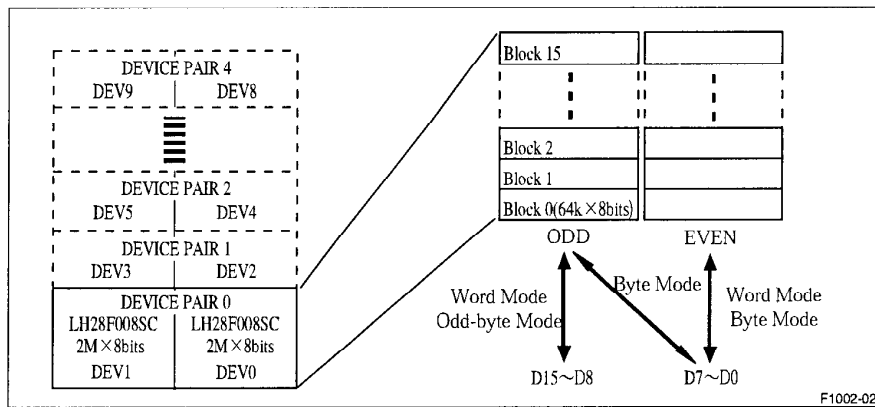 DEVICE PAIR 4
DEV9 DEV8
DEVICE PAIR 2
DEV5 DEV4
DEVICE PAIR 1
DEV3 DEV2
DEVICE PAIR 0
LH28F008SC LH28F008SC
2M×8bits 2M×8bits
DEV1 DEV0
Block 15
Block 2
Block 1
Block 0(64k×8bits)
ODD EVEN
Word Mode
Odd-byte Mode
Byte Mode
Word Mode
Byte Mode
D15～D8 D7～D0
F1002-02